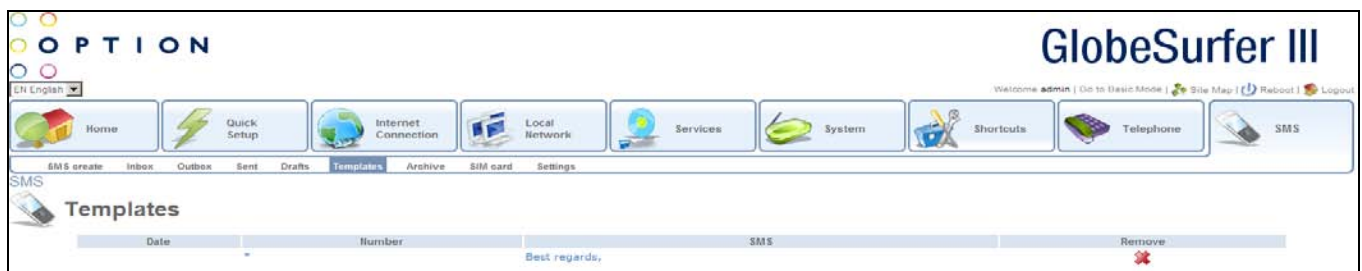 OPTION
GlobeSurfer III
EN English
Welcome admin | Go to Basic Mode | Site Map | Reboot | Logout
Home
Quick Setup
Internet Connection
Local Network
Services
System
Shortcuts
Telephone
SMS
SMS create Inbox Outbox Sent Drafts Templates Archive SIM card Settings
SMS
Templates
Date Number SMS Remove
Best regards,